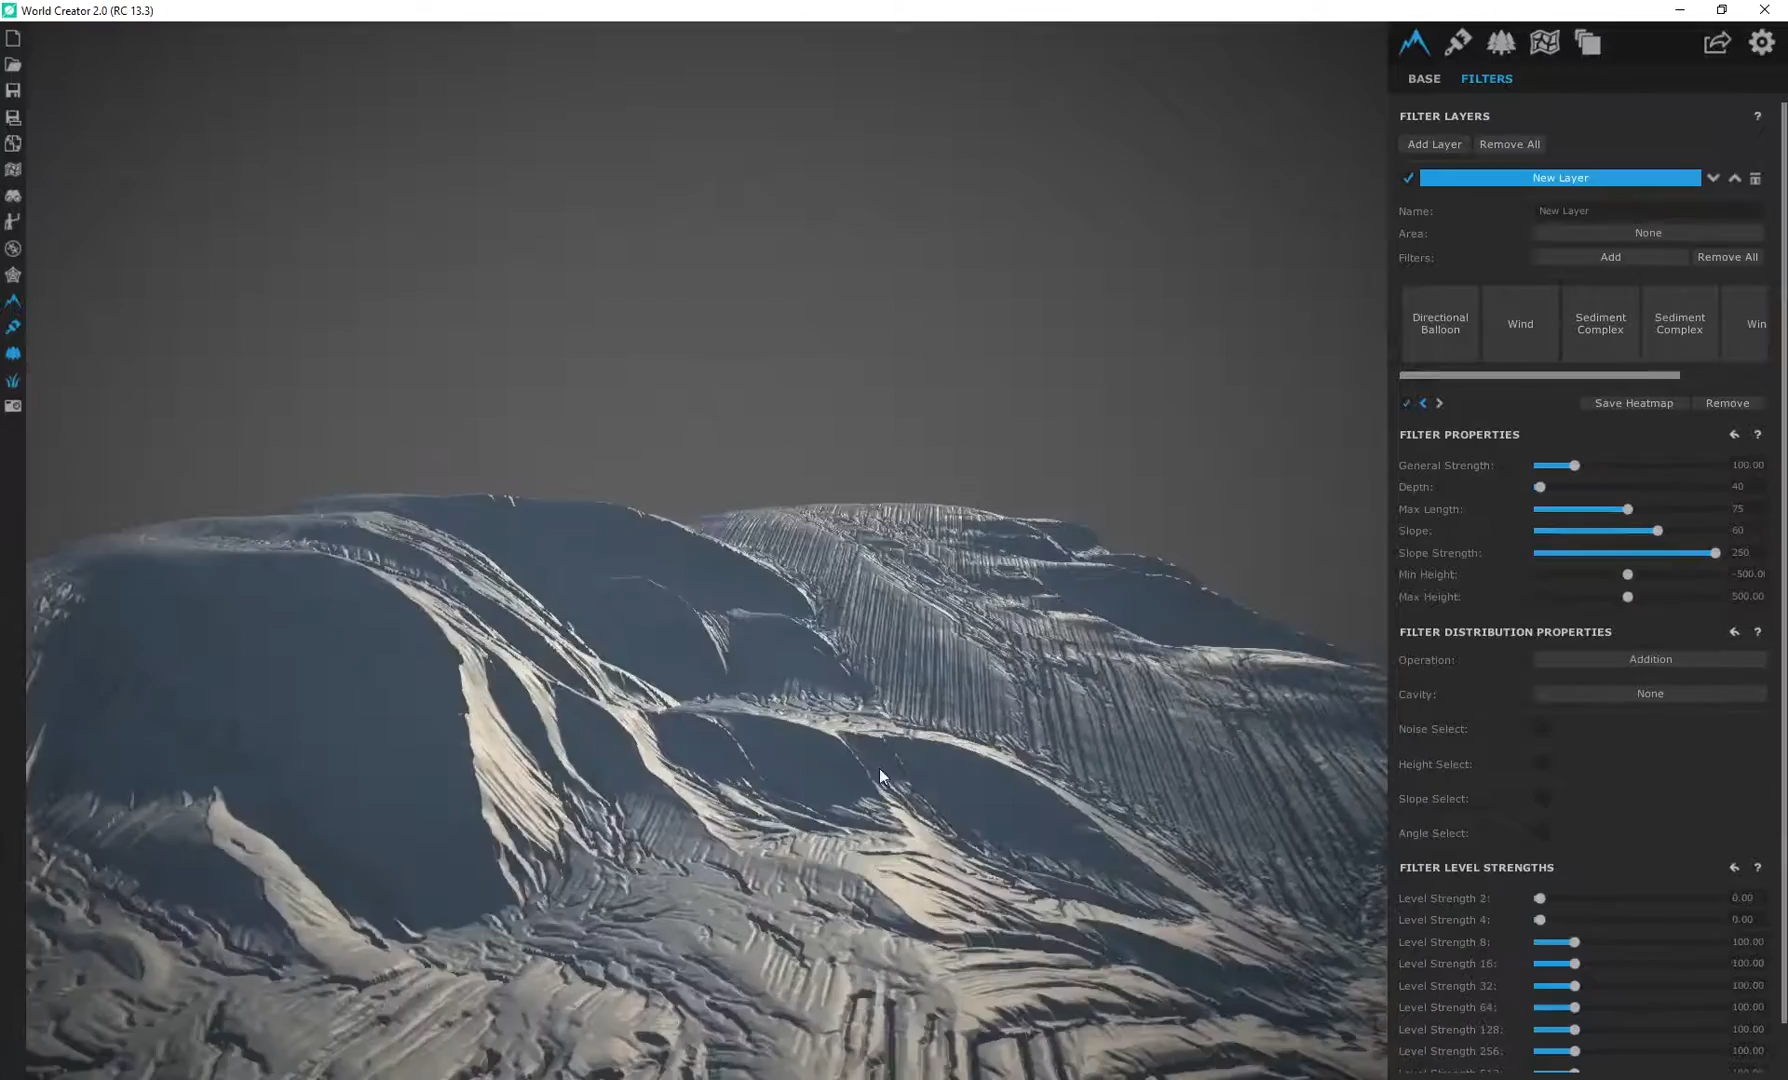 World Creator 2.0 (RC 13.3)
BASE FILTERS
FILTER LAYERS ?
Add Layer Remove All
New Layer
Name: New Layer
Area: None
Filters: Add Remove All
Directional Balloon Wind Sediment Complex Sediment Complex Win
Save Heatmap Remove
FILTER PROPERTIES ?
General Strength: 100.00
Depth: 40
Max Length: 75
Slope: 60
Slope Strength: 250
Min Height: -500.0
Max Height: 500.00
FILTER DISTRIBUTION PROPERTIES ?
Operation: Addition
Cavity: None
Noise Select:
Height Select:
Slope Select:
Angle Select:
FILTER LEVEL STRENGTHS ?
Level Strength 2: 0.00
Level Strength 4: 0.00
Level Strength 8: 100.00
Level Strength 16: 100.00
Level Strength 32: 100.00
Level Strength 64: 100.00
Level Strength 128: 100.00
Level Strength 256: 100.00